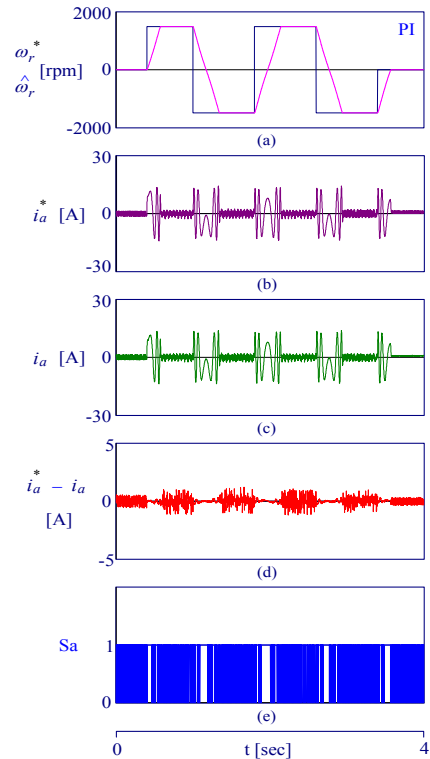 2000
PI
ω_r^*
ω̂_r
[rpm]
0
-2000
(a)
30
i_a^* [A]
0
-30
(b)
30
i_a [A]
0
-30
(c)
5
i_a^* – i_a
0
[A]
-5
(d)
Sa
1
0
(e)
0
t [sec]
4